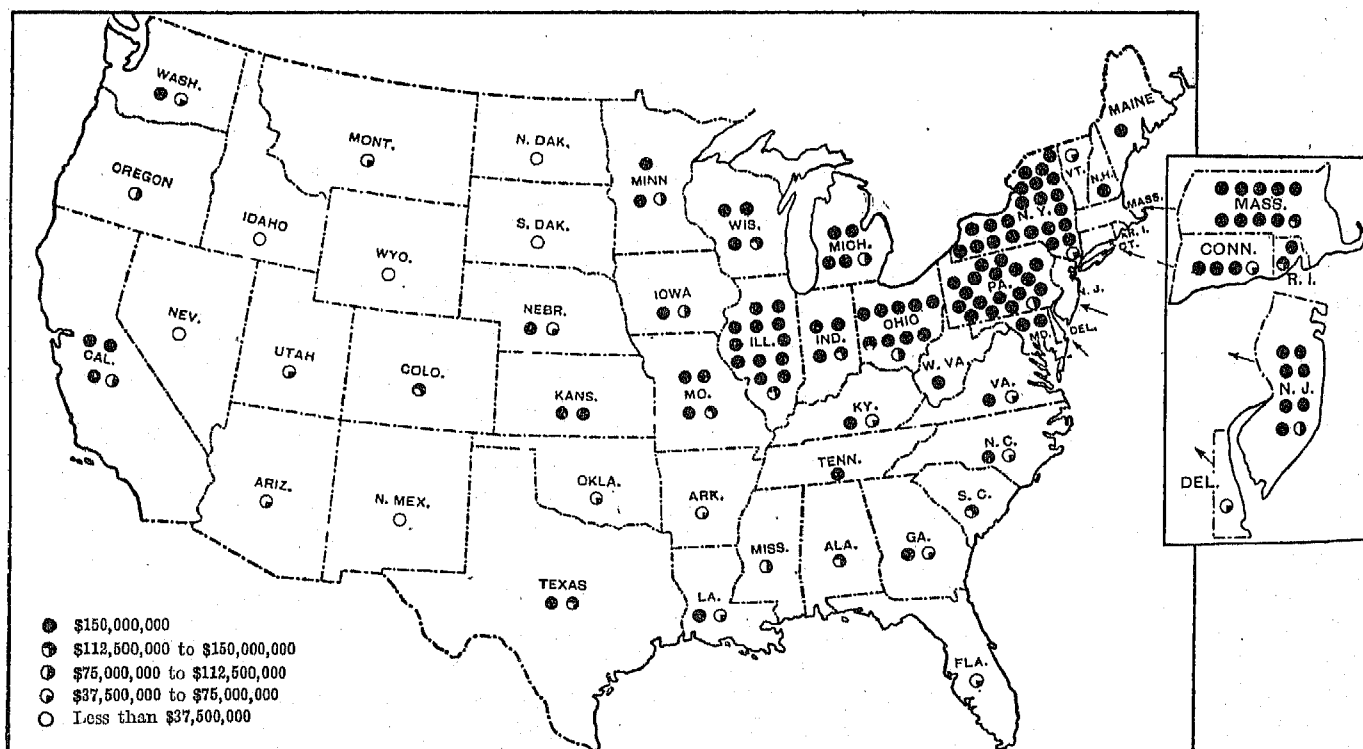 WASH.
MONT.
N. DAK.
MINN
OREGON
IDAHO
S. DAK.
WIS.
MICH.
N. Y.
VT.
N.H.
MAINE
MASS.
R. I.
CT.
WYO.
NEV.
UTAH
COLO.
NEBR.
IOWA
ILL.
IND.
OHIO
PA.
N. J.
MD.
DEL.
CAL.
KANS.
MO.
KY.
W. VA.
VA.
ARIZ.
N. MEX.
OKLA.
ARK.
TENN.
N. C.
S. C.
TEXAS
LA.
MISS.
ALA.
GA.
FLA.
MASS.
CONN.
R. I.
N. J.
DEL.
$150,000,000
$112,500,000 to $150,000,000
$75,000,000 to $112,500,000
$37,500,000 to $75,000,000
Less than $37,500,000